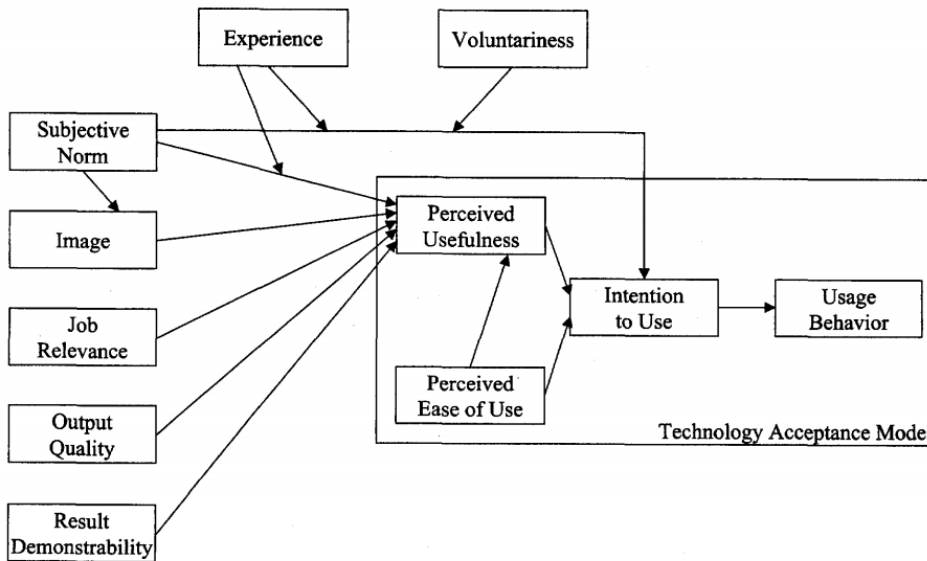 Experience
Voluntariness
Subjective
Norm
Image
Job
Relevance
Output
Quality
Result
Demonstrability
Perceived
Usefulness
Perceived
Ease of Use
Intention
to Use
Usage
Behavior
Technology Acceptance Mode